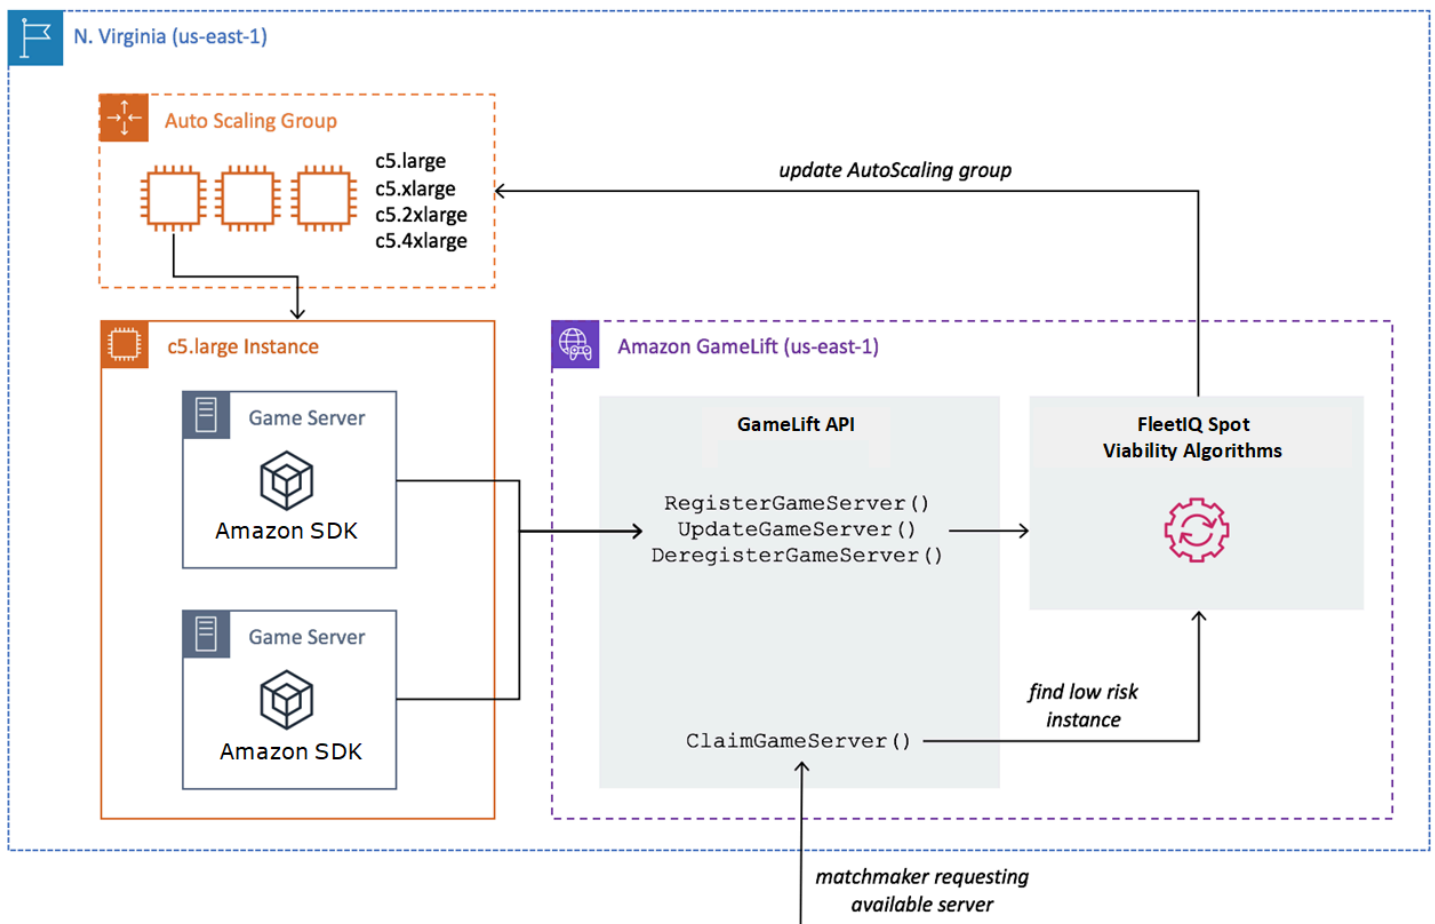 N. Virginia (us-east-1)
Auto Scaling Group
c5.large
c5.xlarge
c5.2xlarge
c5.4xlarge
update AutoScaling group
c5.large Instance
Game Server
Amazon SDK
Game Server
Amazon SDK
Amazon GameLift (us-east-1)
GameLift API
RegisterGameServer()
UpdateGameServer()
DeregisterGameServer()
ClaimGameServer()
FleetIQ Spot
Viability Algorithms
find low risk
instance
matchmaker requesting
available server